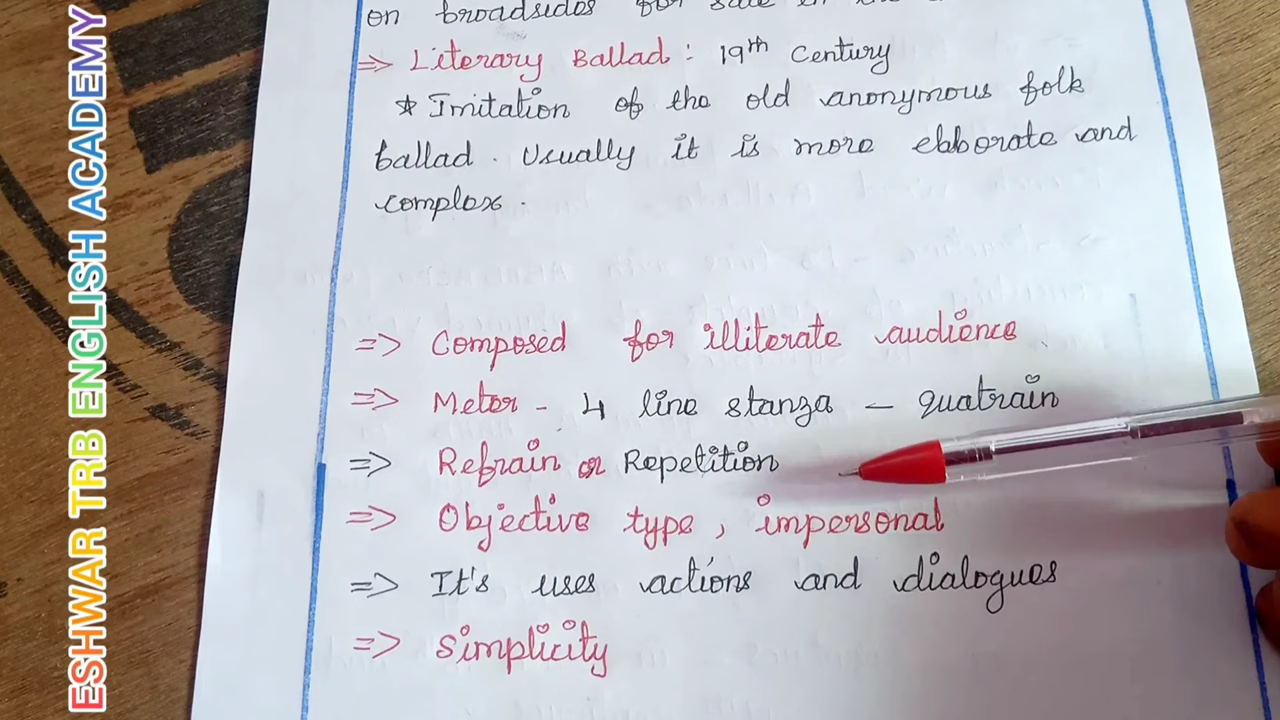 on broadsides for sale in the
⇒ Literary Ballad : 19th Century
* Imitation of the old anonymous folk
ballad. Usually it is more elaborate and
complex.
⇒ Composed for illiterate audience
⇒ Meter - 4 line stanza – quatrain
⇒ Refrain or Repetition
⇒ Objective type, impersonal
⇒ It's uses actions and dialogues
⇒ Simplicity
ESHWAR TRB ENGLISH ACADEMY